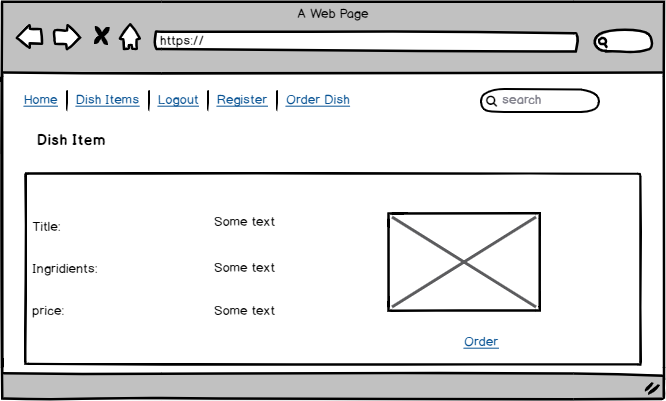 A Web Page
https://
Home Dish Items Logout Register Order Dish search
Dish Item
Title: Some text
Ingridients: Some text
price: Some text
Order